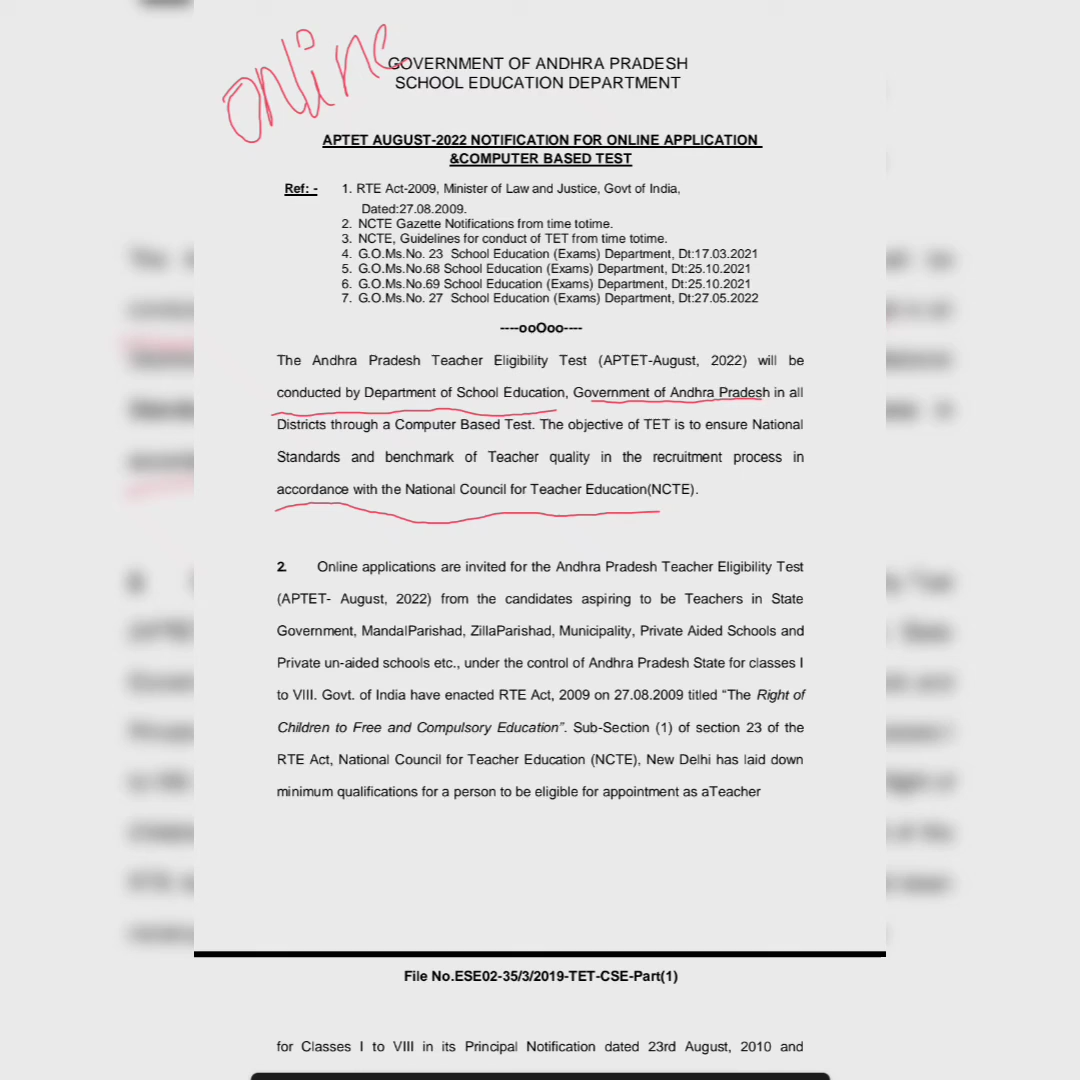 online
GOVERNMENT OF ANDHRA PRADESH
SCHOOL EDUCATION DEPARTMENT
APTET AUGUST-2022 NOTIFICATION FOR ONLINE APPLICATION
&COMPUTER BASED TEST
Ref: - 1. RTE Act-2009, Minister of Law and Justice, Govt of India,
Dated:27.08.2009.
2. NCTE Gazette Notifications from time totime.
3. NCTE, Guidelines for conduct of TET from time totime.
4. G.O.Ms.No. 23 School Education (Exams) Department, Dt:17.03.2021
5. G.O.Ms.No.68 School Education (Exams) Department, Dt:25.10.2021
6. G.O.Ms.No.69 School Education (Exams) Department, Dt:25.10.2021
7. G.O.Ms.No. 27 School Education (Exams) Department, Dt:27.05.2022
----ooOoo----
The Andhra Pradesh Teacher Eligibility Test (APTET-August, 2022) will be
conducted by Department of School Education, Government of Andhra Pradesh in all
Districts through a Computer Based Test. The objective of TET is to ensure National
Standards and benchmark of Teacher quality in the recruitment process in
accordance with the National Council for Teacher Education(NCTE).
2. Online applications are invited for the Andhra Pradesh Teacher Eligibility Test
(APTET- August, 2022) from the candidates aspiring to be Teachers in State
Government, MandalParishad, ZillaParishad, Municipality, Private Aided Schools and
Private un-aided schools etc., under the control of Andhra Pradesh State for classes I
to VIII. Govt. of India have enacted RTE Act, 2009 on 27.08.2009 titled “The Right of
Children to Free and Compulsory Education”. Sub-Section (1) of section 23 of the
RTE Act, National Council for Teacher Education (NCTE), New Delhi has laid down
minimum qualifications for a person to be eligible for appointment as aTeacher
File No.ESE02-35/3/2019-TET-CSE-Part(1)
for Classes I to VIII in its Principal Notification dated 23rd August, 2010 and